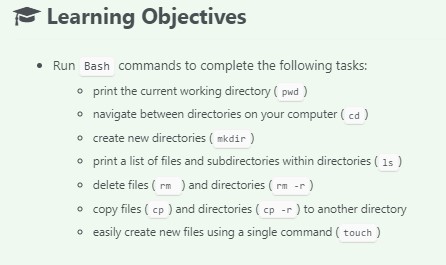 Learning Objectives
Run Bash commands to complete the following tasks:
print the current working directory ( pwd )
navigate between directories on your computer ( cd )
create new directories ( mkdir )
print a list of files and subdirectories within directories ( ls )
delete files ( rm ) and directories ( rm -r )
copy files ( cp ) and directories ( cp -r ) to another directory
easily create new files using a single command ( touch )